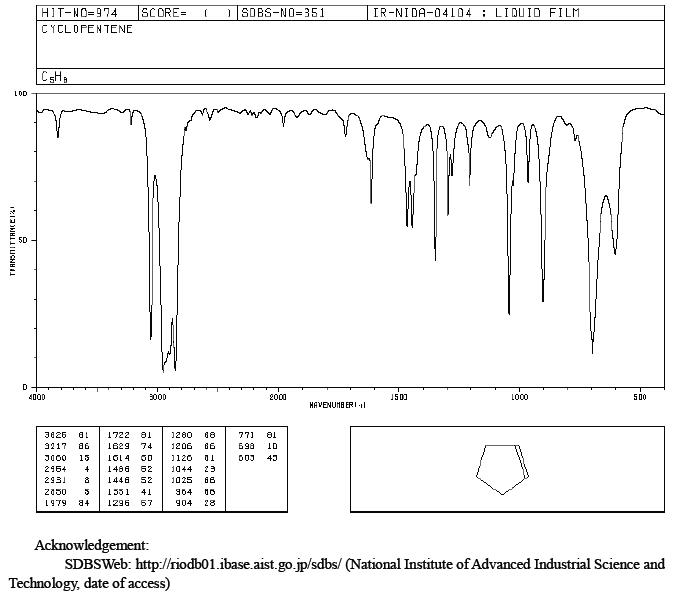 HIT-NO=974 SCORE= ( ) SDBS-NO=351 IR-NIDA-04104 : LIQUID FILM
CYCLOPENTENE
C5H8
100
TRANSMITTANCE(%)
50
0
4000 3000 2000 1500 1000 500
WAVENUMBER(-1)
3825 81 1722 81 1280 68 771 81
3217 86 1629 74 1206 66 698 10
3060 15 1614 60 1126 81 603 43
2954 4 1466 52 1044 23
2931 8 1446 52 1025 66
2850 5 1351 41 964 66
1979 84 1296 57 904 28
Acknowledgement:
SDBSWeb: http://riodb01.ibase.aist.go.jp/sdbs/ (National Institute of Advanced Industrial Science and
Technology, date of access)